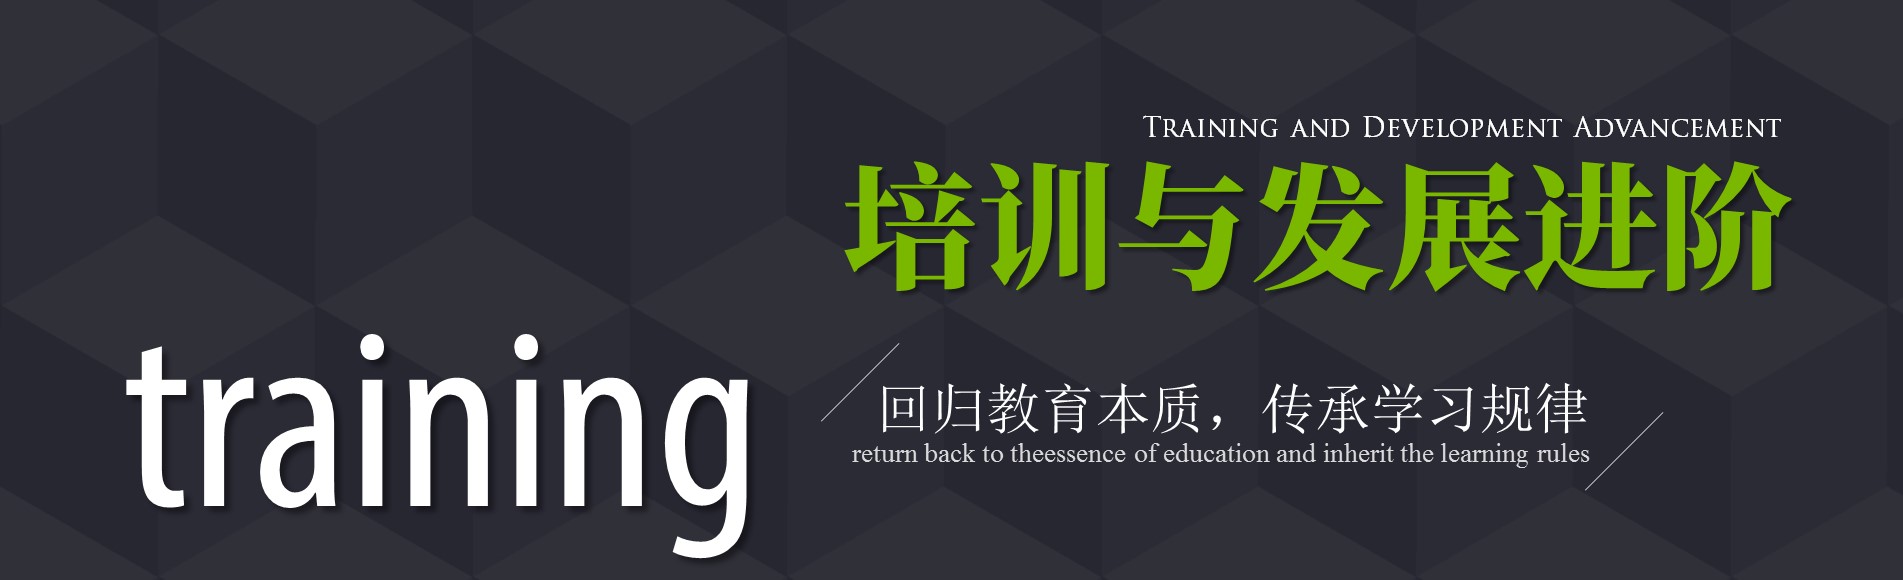 TRAINING AND DEVELOPMENT ADVANCEMENT
培训与发展进阶
training
回归教育本质，传承学习规律
return back to theessence of education and inherit the learning rules